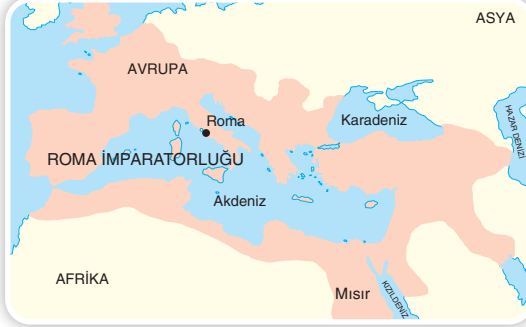 ASYA
AVRUPA
Roma
Karadeniz
HAZAR DENİZİ
ROMA İMPARATORLUĞU
Akdeniz
AFRİKA
Mısır
KIZILDENİZ